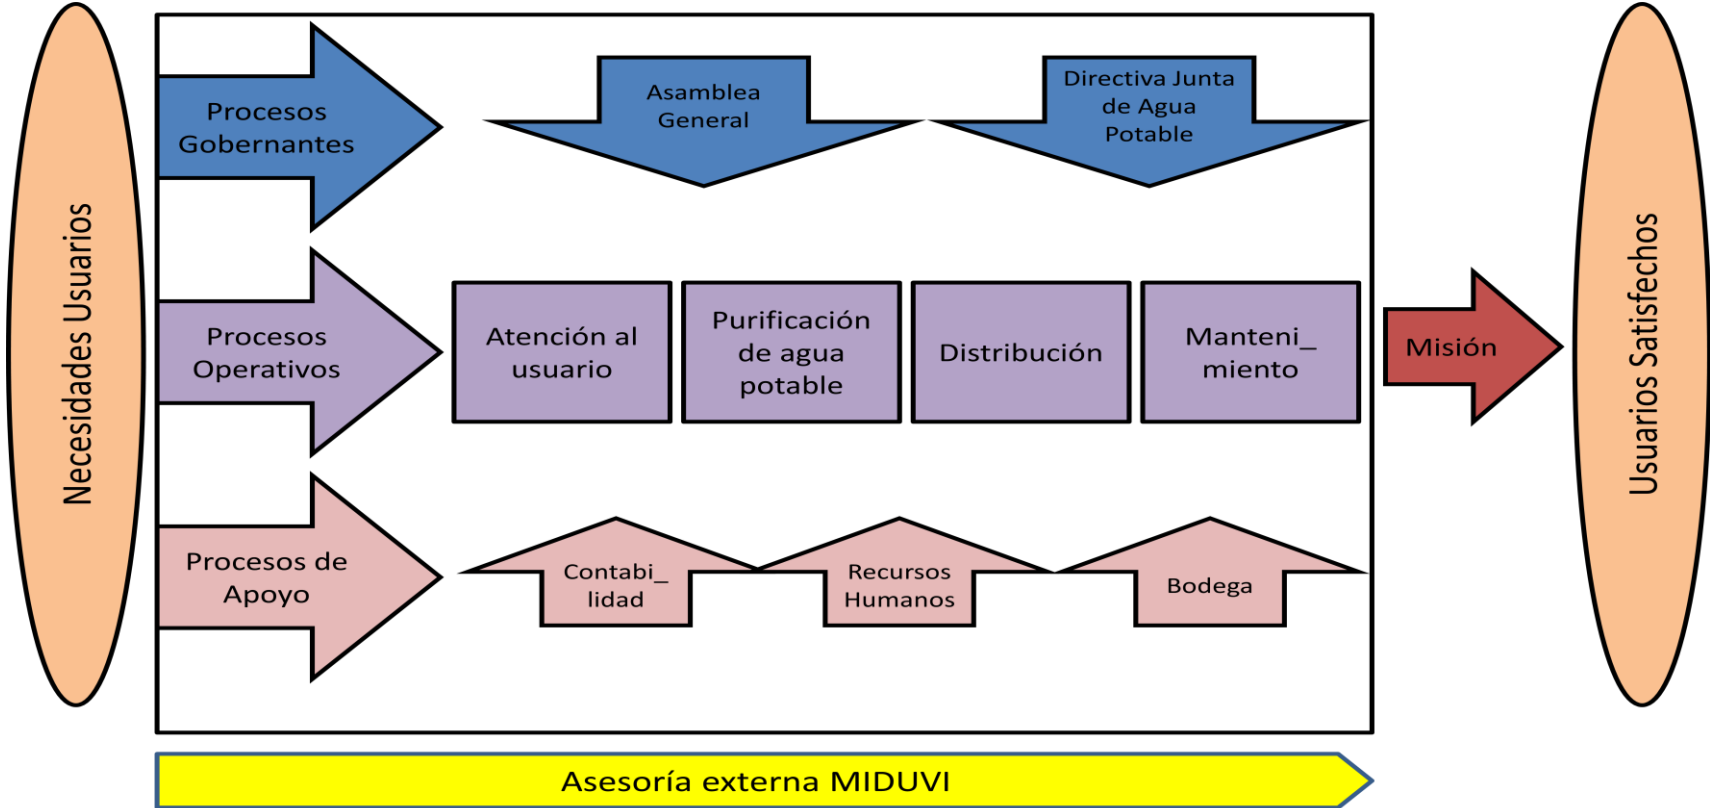 Necesidades Usuarios
Procesos
Gobernantes
Asamblea
General
Directiva Junta
de Agua
Potable
Procesos
Operativos
Atención al
usuario
Purificación
de agua
potable
Distribución
Manteni_
miento
Misión
Usuarios Satisfechos
Procesos de
Apoyo
Contabi_
lidad
Recursos
Humanos
Bodega
Asesoría externa MIDUVI